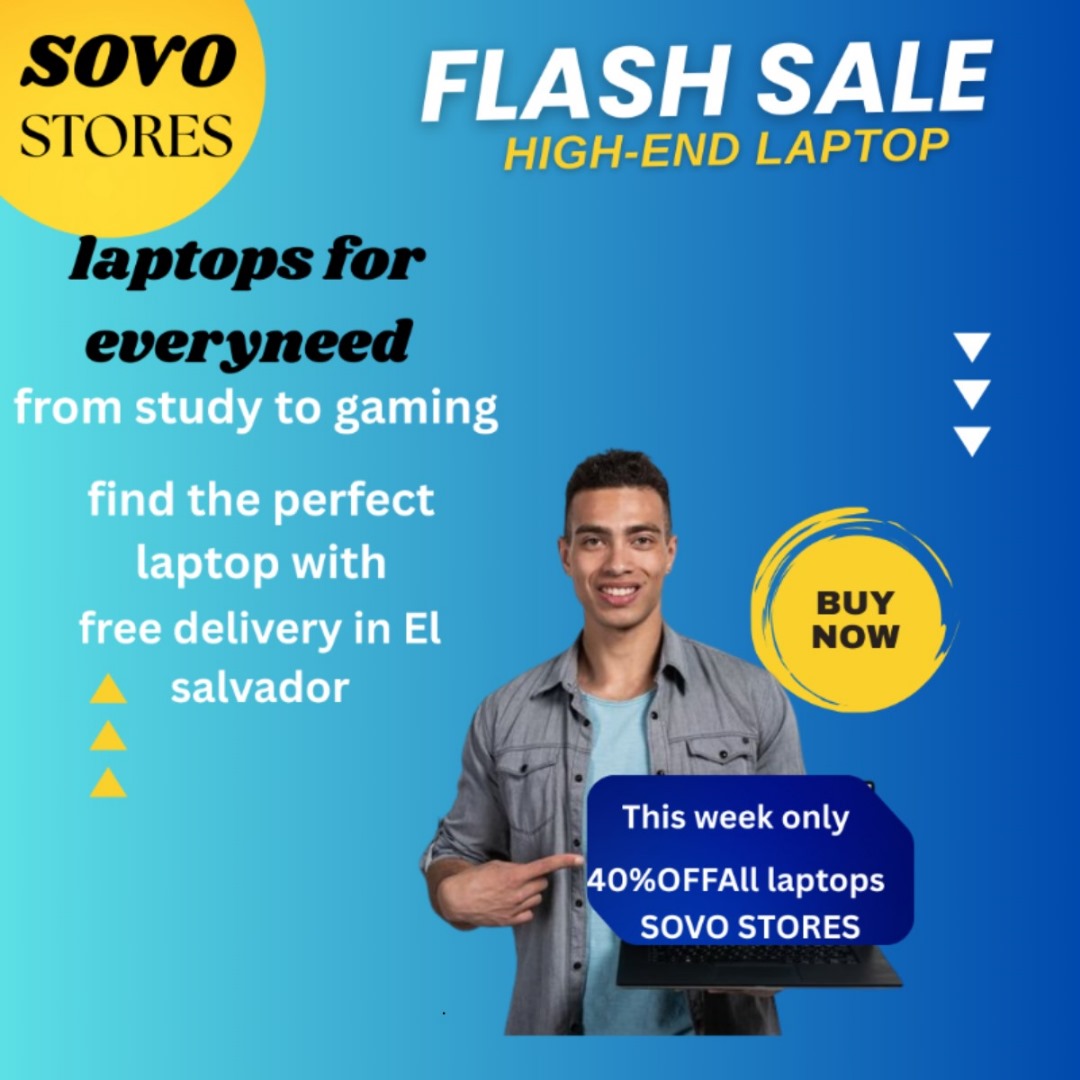 SOVO
STORES
FLASH SALE
HIGH-END LAPTOP
laptops for
everyneed
from study to gaming
find the perfect
laptop with
free delivery in El
salvador
BUY
NOW
This week only
40%OFFAll laptops
SOVO STORES